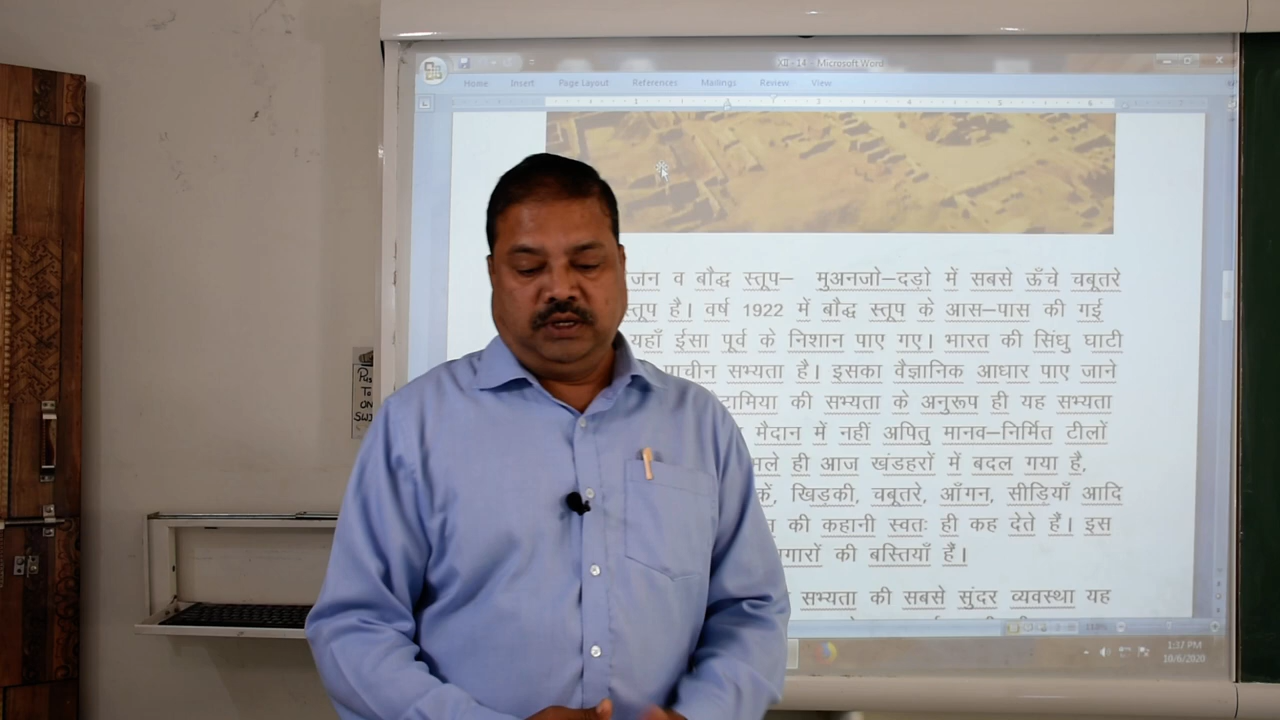 XII - 14 - Microsoft Word
Home Insert Page Layout References Mailings Review View
व बौद्ध स्तूप– मुअनजो–दड़ो में सबसे ऊँचे चबूतरे
स्तूप है। वर्ष 1922 में बौद्ध स्तूप के आस–पास की गई
यहाँ ईसा पूर्व के निशान पाए गए। भारत की सिंधु घाटी
सभ्यता है। इसका वैज्ञानिक आधार पाए जाने
की सभ्यता के अनुरूप ही यह सभ्यता
मैदान में नहीं अपितु मानव–निर्मित टीलों
ही आज खंडहरों में बदल गया है,
खिड़की, चबूतरे, आँगन, सीड़ियाँ आदि
की कहानी स्वतः ही कह देते हैं। इस
की बस्तियाँ हैं।
सभ्यता की सबसे सुंदर व्यवस्था यह
1:37 PM
10/6/2020
ON